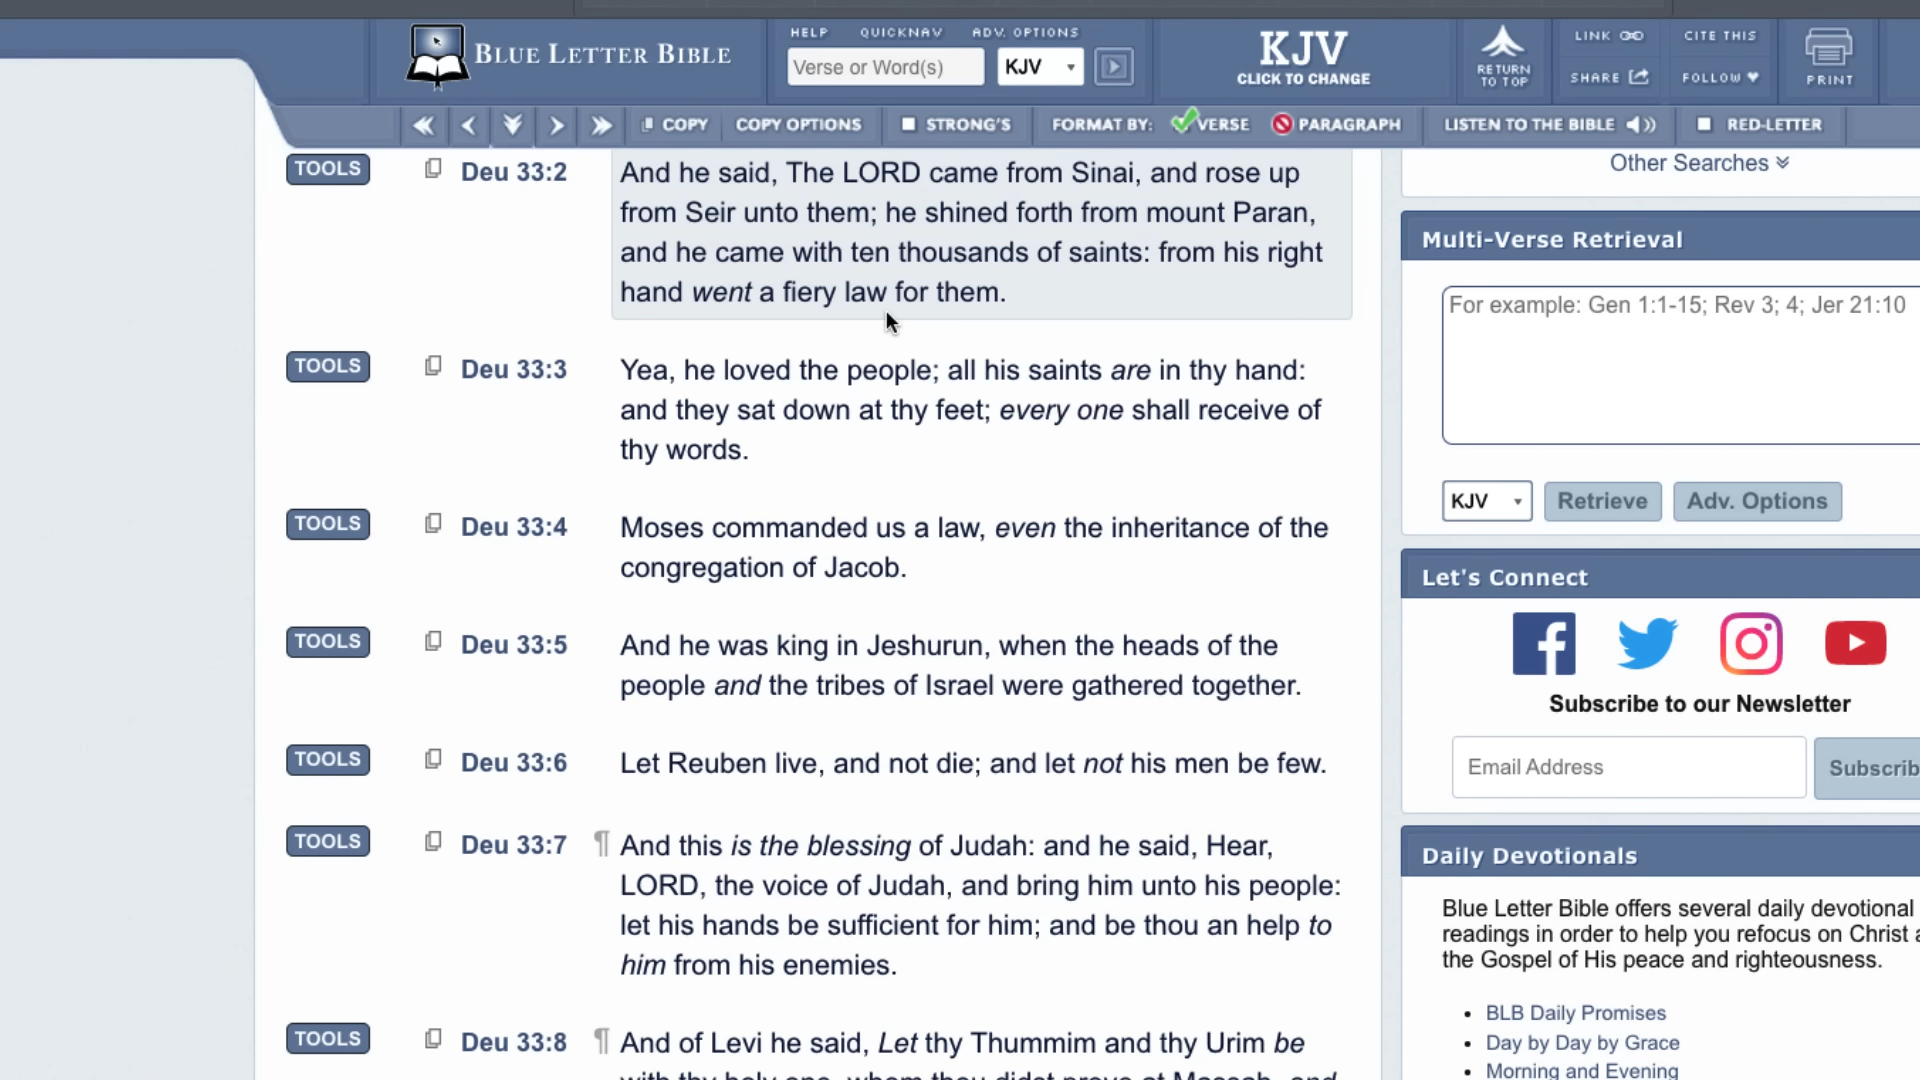 BLUE LETTER BIBLE
HELP QUICKNAV ADV. OPTIONS
Verse or Word(s) KJV
KJV
CLICK TO CHANGE
RETURN
TO TOP
LINK
SHARE
CITE THIS
FOLLOW
PRINT
COPY COPY OPTIONS STRONG'S FORMAT BY: VERSE PARAGRAPH LISTEN TO THE BIBLE RED-LETTER
TOOLS Deu 33:2 And he said, The LORD came from Sinai, and rose up
from Seir unto them; he shined forth from mount Paran,
and he came with ten thousands of saints: from his right
hand went a fiery law for them.
TOOLS Deu 33:3 Yea, he loved the people; all his saints are in thy hand:
and they sat down at thy feet; every one shall receive of
thy words.
TOOLS Deu 33:4 Moses commanded us a law, even the inheritance of the
congregation of Jacob.
TOOLS Deu 33:5 And he was king in Jeshurun, when the heads of the
people and the tribes of Israel were gathered together.
TOOLS Deu 33:6 Let Reuben live, and not die; and let not his men be few.
TOOLS Deu 33:7 ¶ And this is the blessing of Judah: and he said, Hear,
LORD, the voice of Judah, and bring him unto his people:
let his hands be sufficient for him; and be thou an help to
him from his enemies.
TOOLS Deu 33:8 ¶ And of Levi he said, Let thy Thummim and thy Urim be
with thy holy one, whom thou didst prove at Massah, and
Other Searches
Multi-Verse Retrieval
For example: Gen 1:1-15; Rev 3; 4; Jer 21:10
KJV Retrieve Adv. Options
Let's Connect
Subscribe to our Newsletter
Email Address Subscrib
Daily Devotionals
Blue Letter Bible offers several daily devotional
readings in order to help you refocus on Christ a
the Gospel of His peace and righteousness.
• BLB Daily Promises
• Day by Day by Grace
• Morning and Evening